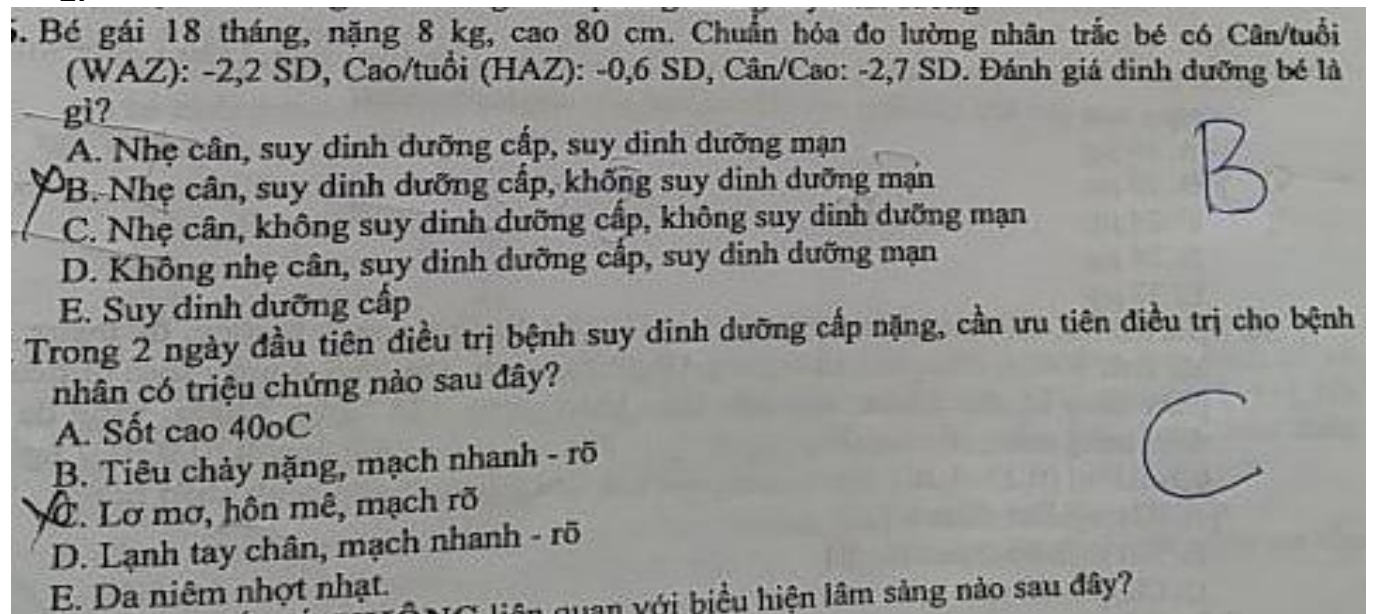 5. Bé gái 18 tháng, nặng 8 kg, cao 80 cm. Chuẩn hóa đo lường nhân trắc bé có Cân/tuổi
(WAZ): -2,2 SD, Cao/tuổi (HAZ): -0,6 SD, Cân/Cao: -2,7 SD. Đánh giá dinh dưỡng bé là
gì?
A. Nhẹ cân, suy dinh dưỡng cấp, suy dinh dưỡng mạn
B. Nhẹ cân, suy dinh dưỡng cấp, không suy dinh dưỡng mạn
B
C. Nhẹ cân, không suy dinh dưỡng cấp, không suy dinh dưỡng mạn
D. Không nhẹ cân, suy dinh dưỡng cấp, suy dinh dưỡng mạn
E. Suy dinh dưỡng cấp
Trong 2 ngày đầu tiên điều trị bệnh suy dinh dưỡng cấp nặng, cần ưu tiên điều trị cho bệnh
nhân có triệu chứng nào sau đây?
A. Sốt cao 40oC
B. Tiêu chảy nặng, mạch nhanh - rõ
C
C. Lơ mơ, hôn mê, mạch rõ
D. Lạnh tay chân, mạch nhanh - rõ
E. Da niêm nhợt nhạt.
liên quan với biểu hiện lâm sàng nào sau đây?